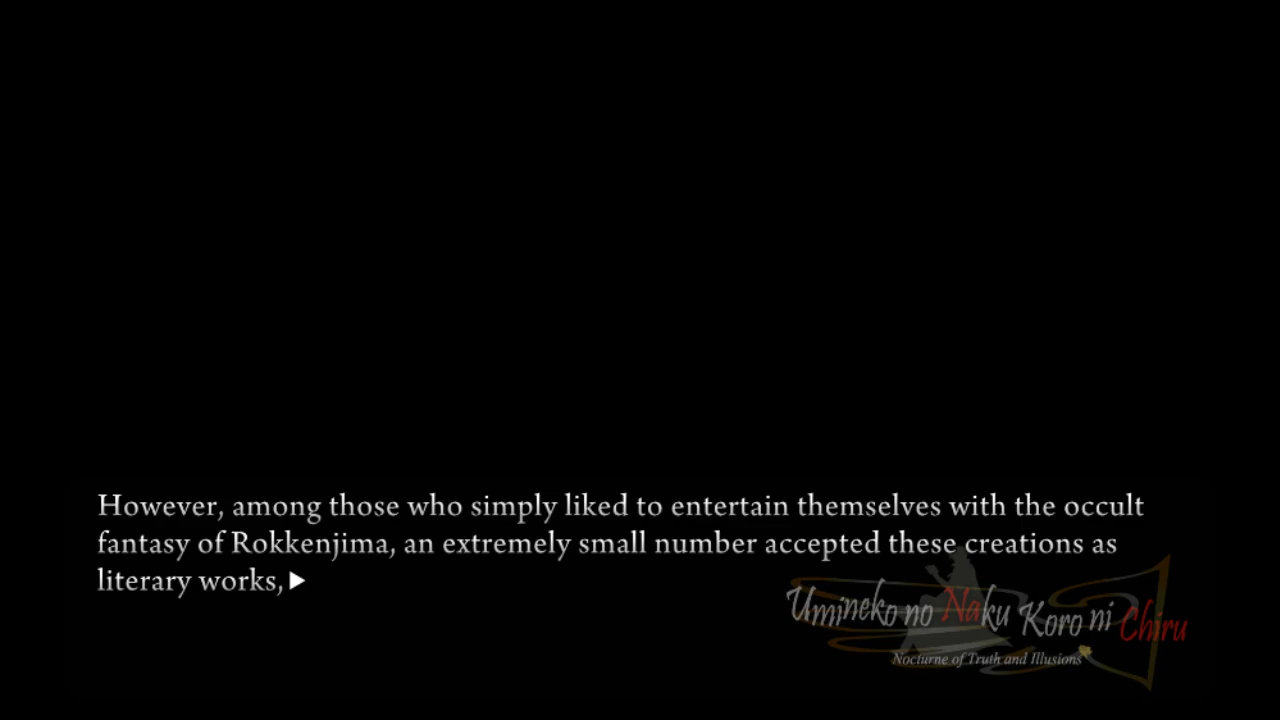 However, among those who simply liked to entertain themselves with the occult
fantasy of Rokkenjima, an extremely small number accepted these creations as
literary works,
Umineko no Naku Koro ni Chiru
Nocturne of Truth and Illusions